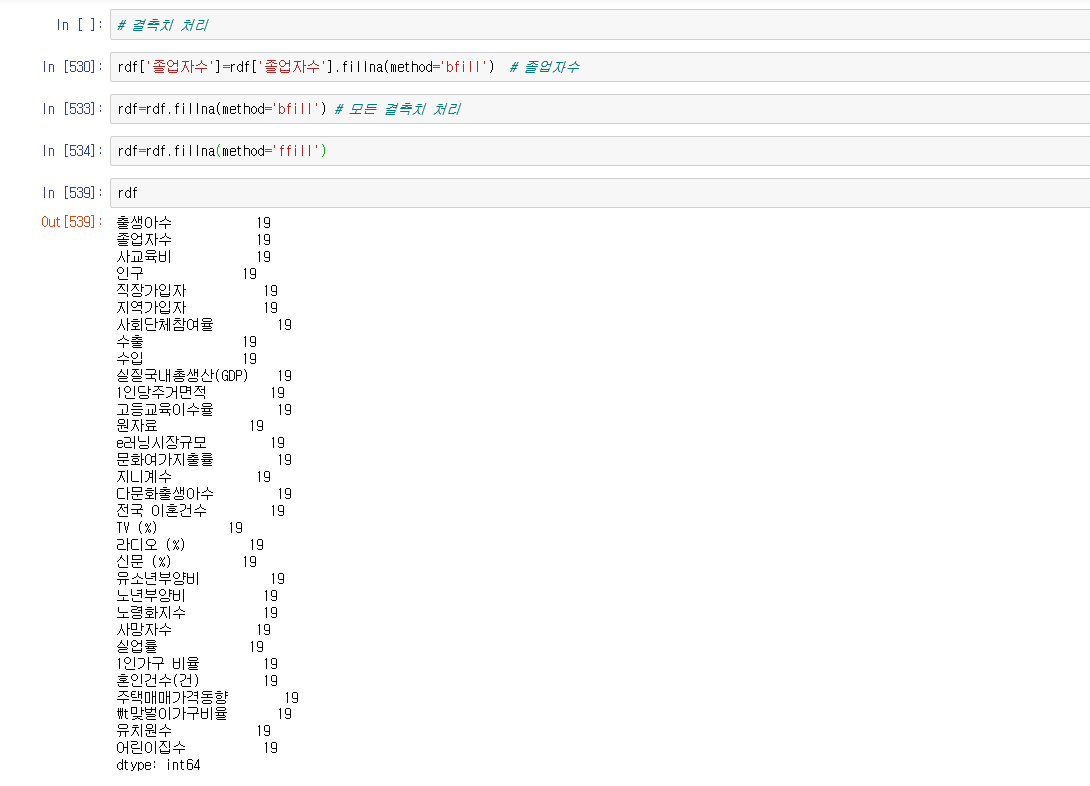 In [ ]: # 결측치 처리
In [530]: rdf['졸업자수']=rdf['졸업자수'].fillna(method='bfill')  # 졸업자수
In [533]: rdf=rdf.fillna(method='bfill') # 모든 결측치 처리
In [534]: rdf=rdf.fillna(method='ffill')
In [539]: rdf
Out[539]: 출생아수 19
졸업자수 19
사교육비 19
인구 19
직장가입자 19
지역가입자 19
사회단체참여율 19
수출 19
수입 19
실질국내총생산(GDP) 19
1인당주거면적 19
고등교육이수율 19
원자료 19
e러닝시장규모 19
문화여가지출률 19
지니계수 19
다문화출생아수 19
전국 이혼건수 19
TV (%) 19
라디오 (%) 19
신문 (%) 19
유소년부양비 19
노년부양비 19
노령화지수 19
사망자수 19
실업률 19
1인가구 비율 19
혼인건수(건) 19
주택매매가격동향 19
₩t맞벌이가구비율 19
유치원수 19
어린이집수 19
dtype: int64